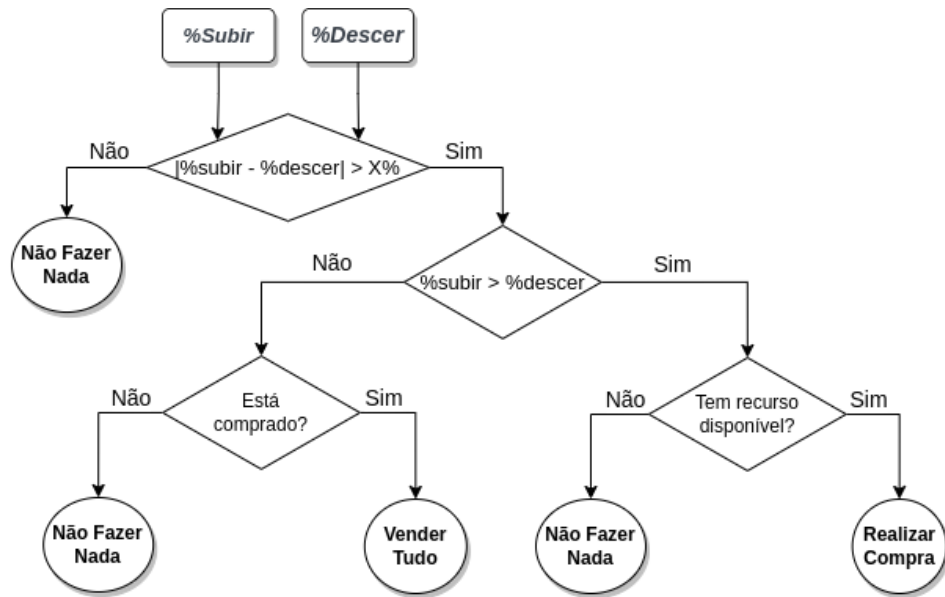 %Subir
%Descer
Não
Sim
|%subir - %descer| > X%
Não Fazer
Nada
Não
Sim
%subir > %descer
Não
Sim
Está
comprado?
Não
Sim
Tem recurso
disponível?
Não Fazer
Nada
Vender
Tudo
Não Fazer
Nada
Realizar
Compra